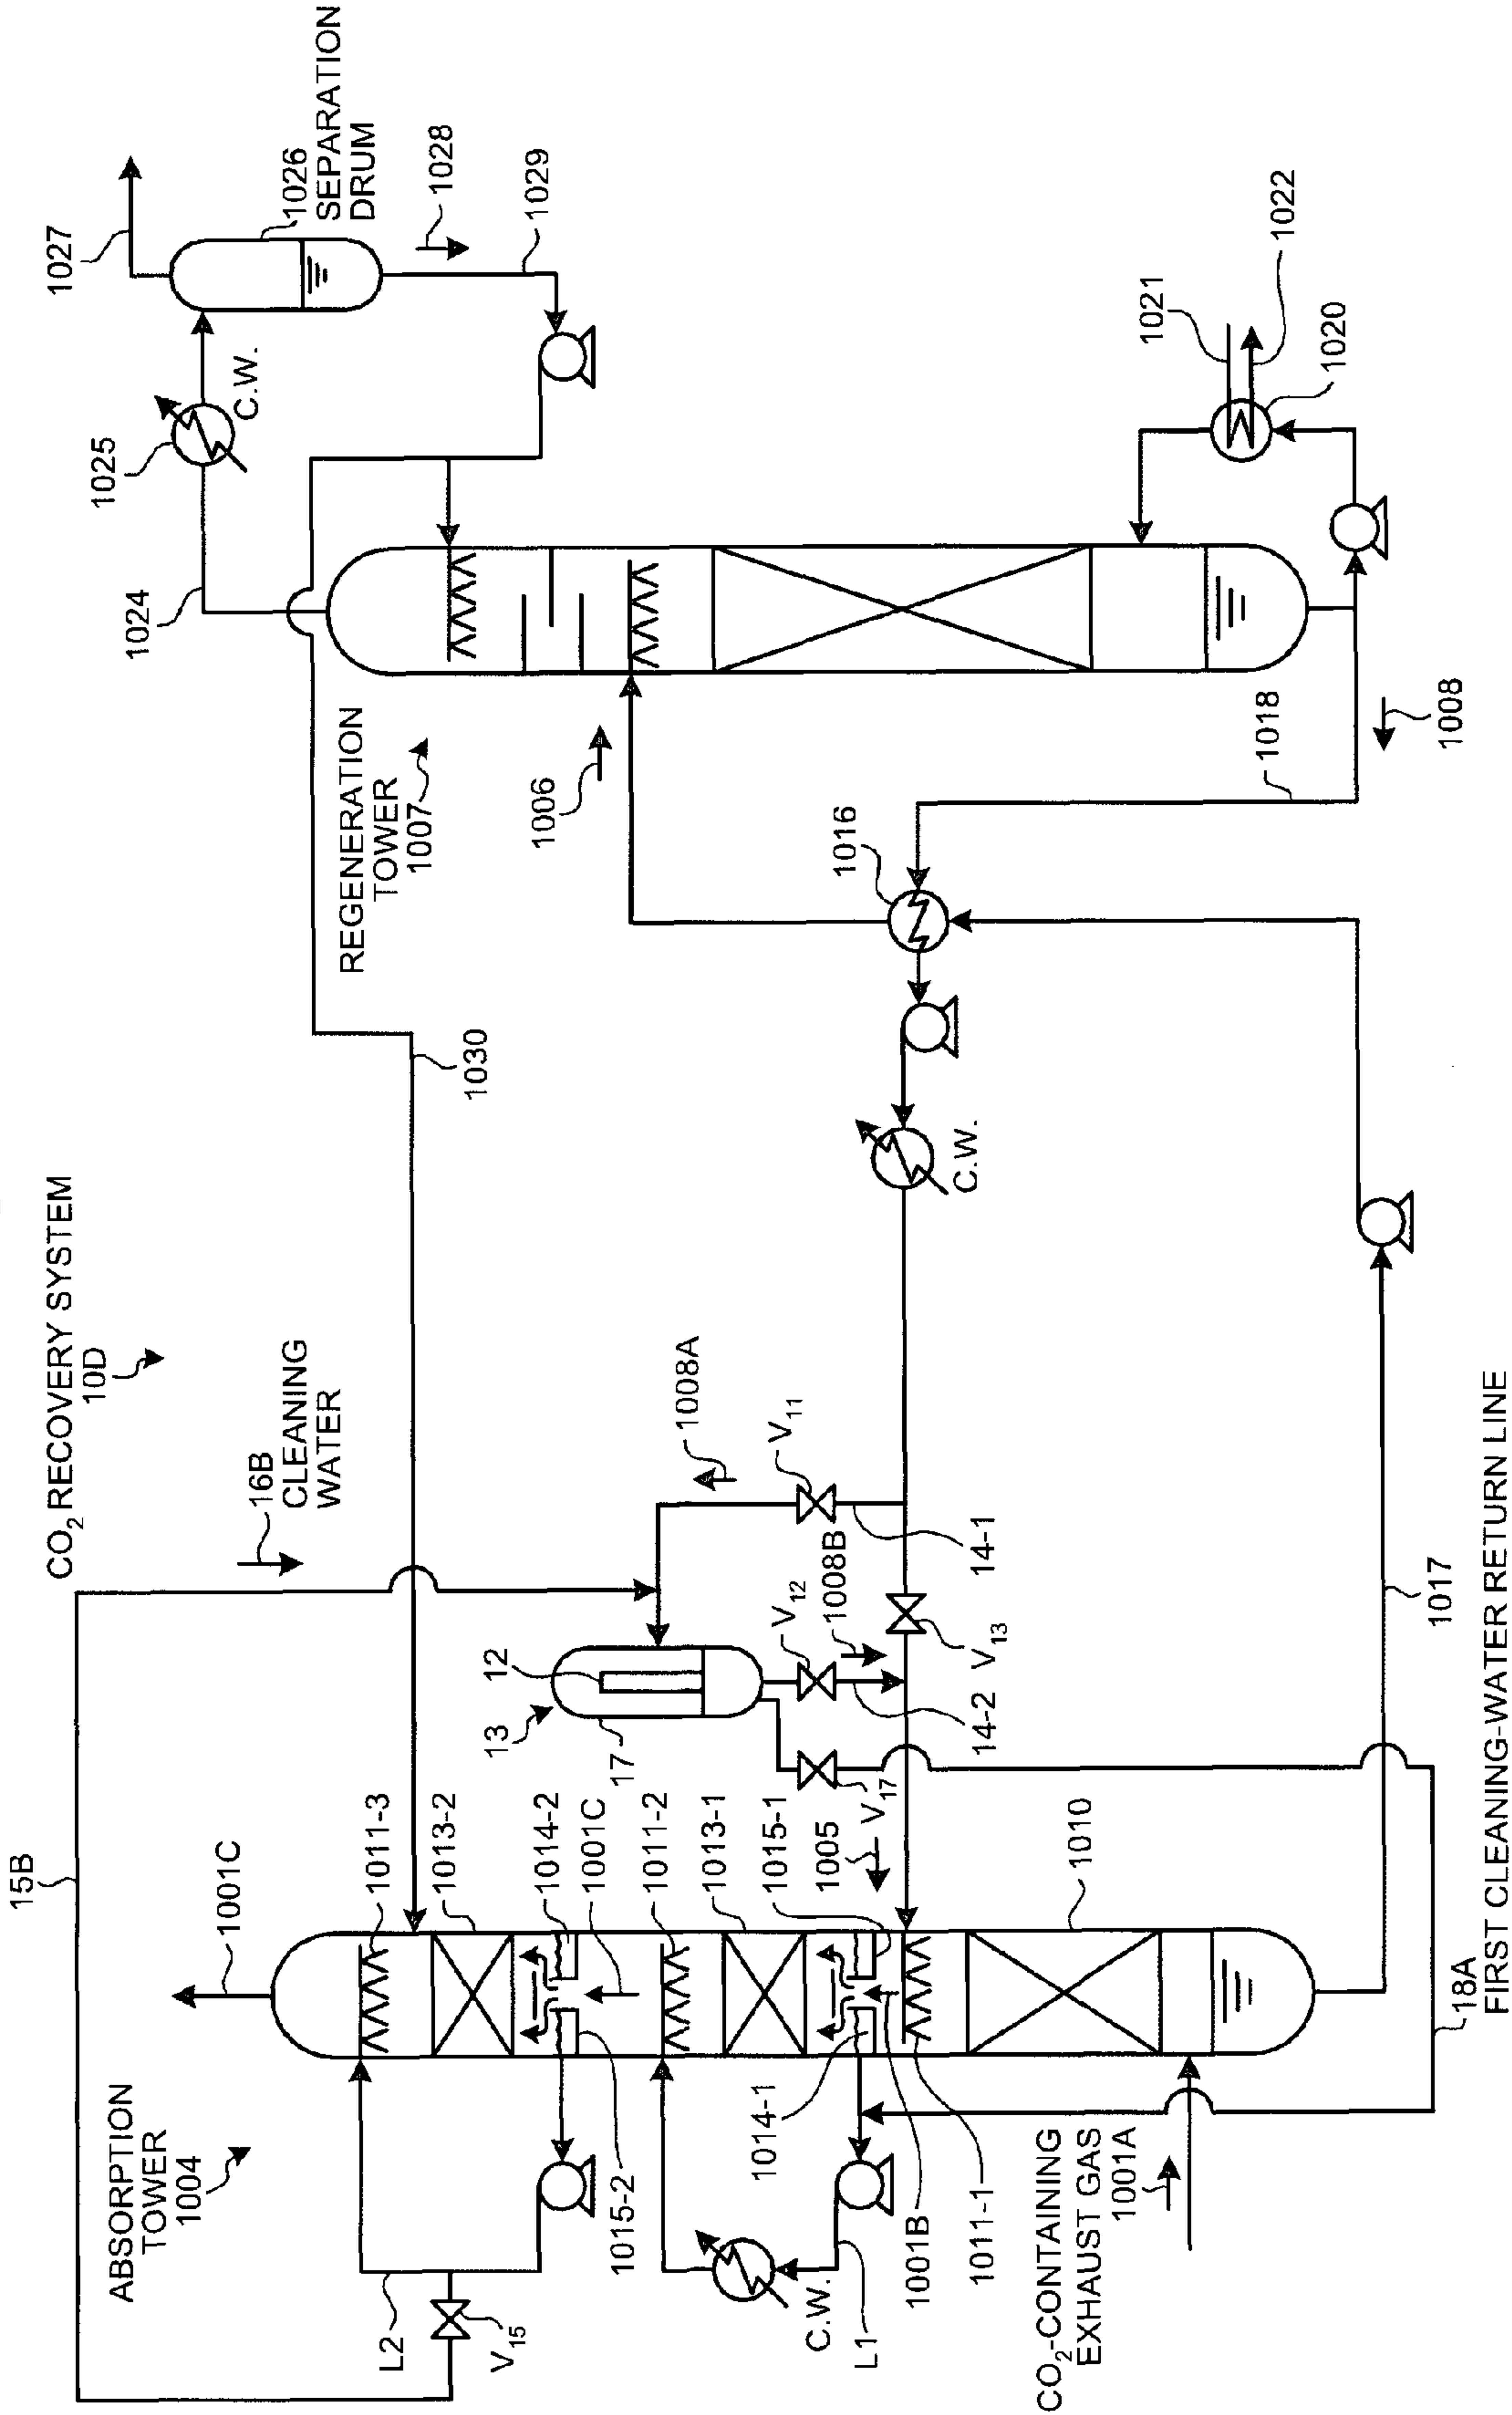 CO2 RECOVERY SYSTEM
10D
16B
CLEANING
WATER
15B
1001C
ABSORPTION
TOWER
1004
1011-3
1013-2
1014-2
1001C
1011-2
1013-1
1015-1
1005
1010
L2
V15
1015-2
1014-1
C.W.
L1
1001B
1011-1
CO2-CONTAINING
EXHAUST GAS
1001A
18A
FIRST CLEANING-WATER RETURN LINE
13
12
17
V12
1008B
V17
14-2
V13
14-1
V11
1008A
1017
1030
C.W.
1016
1006
REGENERATION
TOWER
1007
1018
1008
1024
1025
C.W.
1027
1026
SEPARATION
DRUM
1028
1029
1021
1022
1020